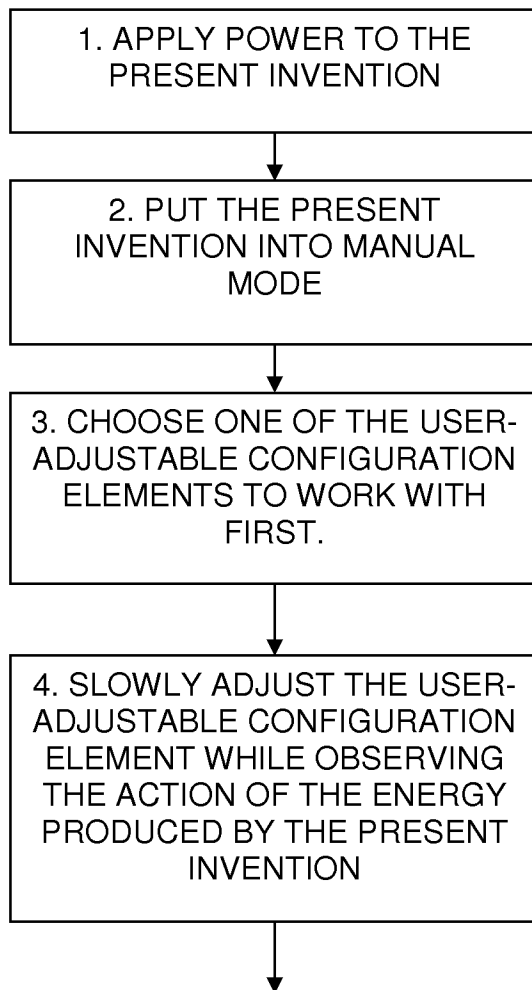 1. APPLY POWER TO THE
PRESENT INVENTION
2. PUT THE PRESENT
INVENTION INTO MANUAL
MODE
3. CHOOSE ONE OF THE USER-
ADJUSTABLE CONFIGURATION
ELEMENTS TO WORK WITH
FIRST.
4. SLOWLY ADJUST THE USER-
ADJUSTABLE CONFIGURATION
ELEMENT WHILE OBSERVING
THE ACTION OF THE ENERGY
PRODUCED BY THE PRESENT
INVENTION